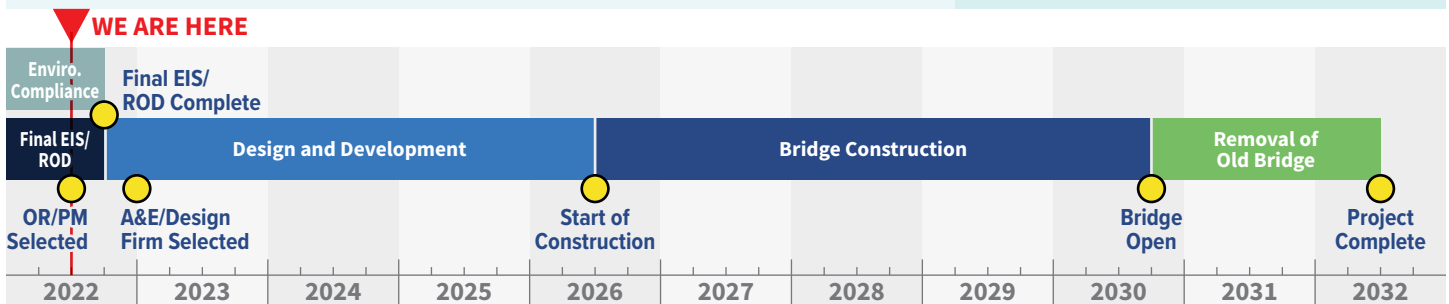 WE ARE HERE
Enviro.
Compliance
Final EIS/
ROD Complete
Final EIS/
ROD
Design and Development
Bridge Construction
Removal of
Old Bridge
OR/PM
Selected
A&E/Design
Firm Selected
Start of
Construction
Bridge
Open
Project
Complete
2022 2023 2024 2025 2026 2027 2028 2029 2030 2031 2032